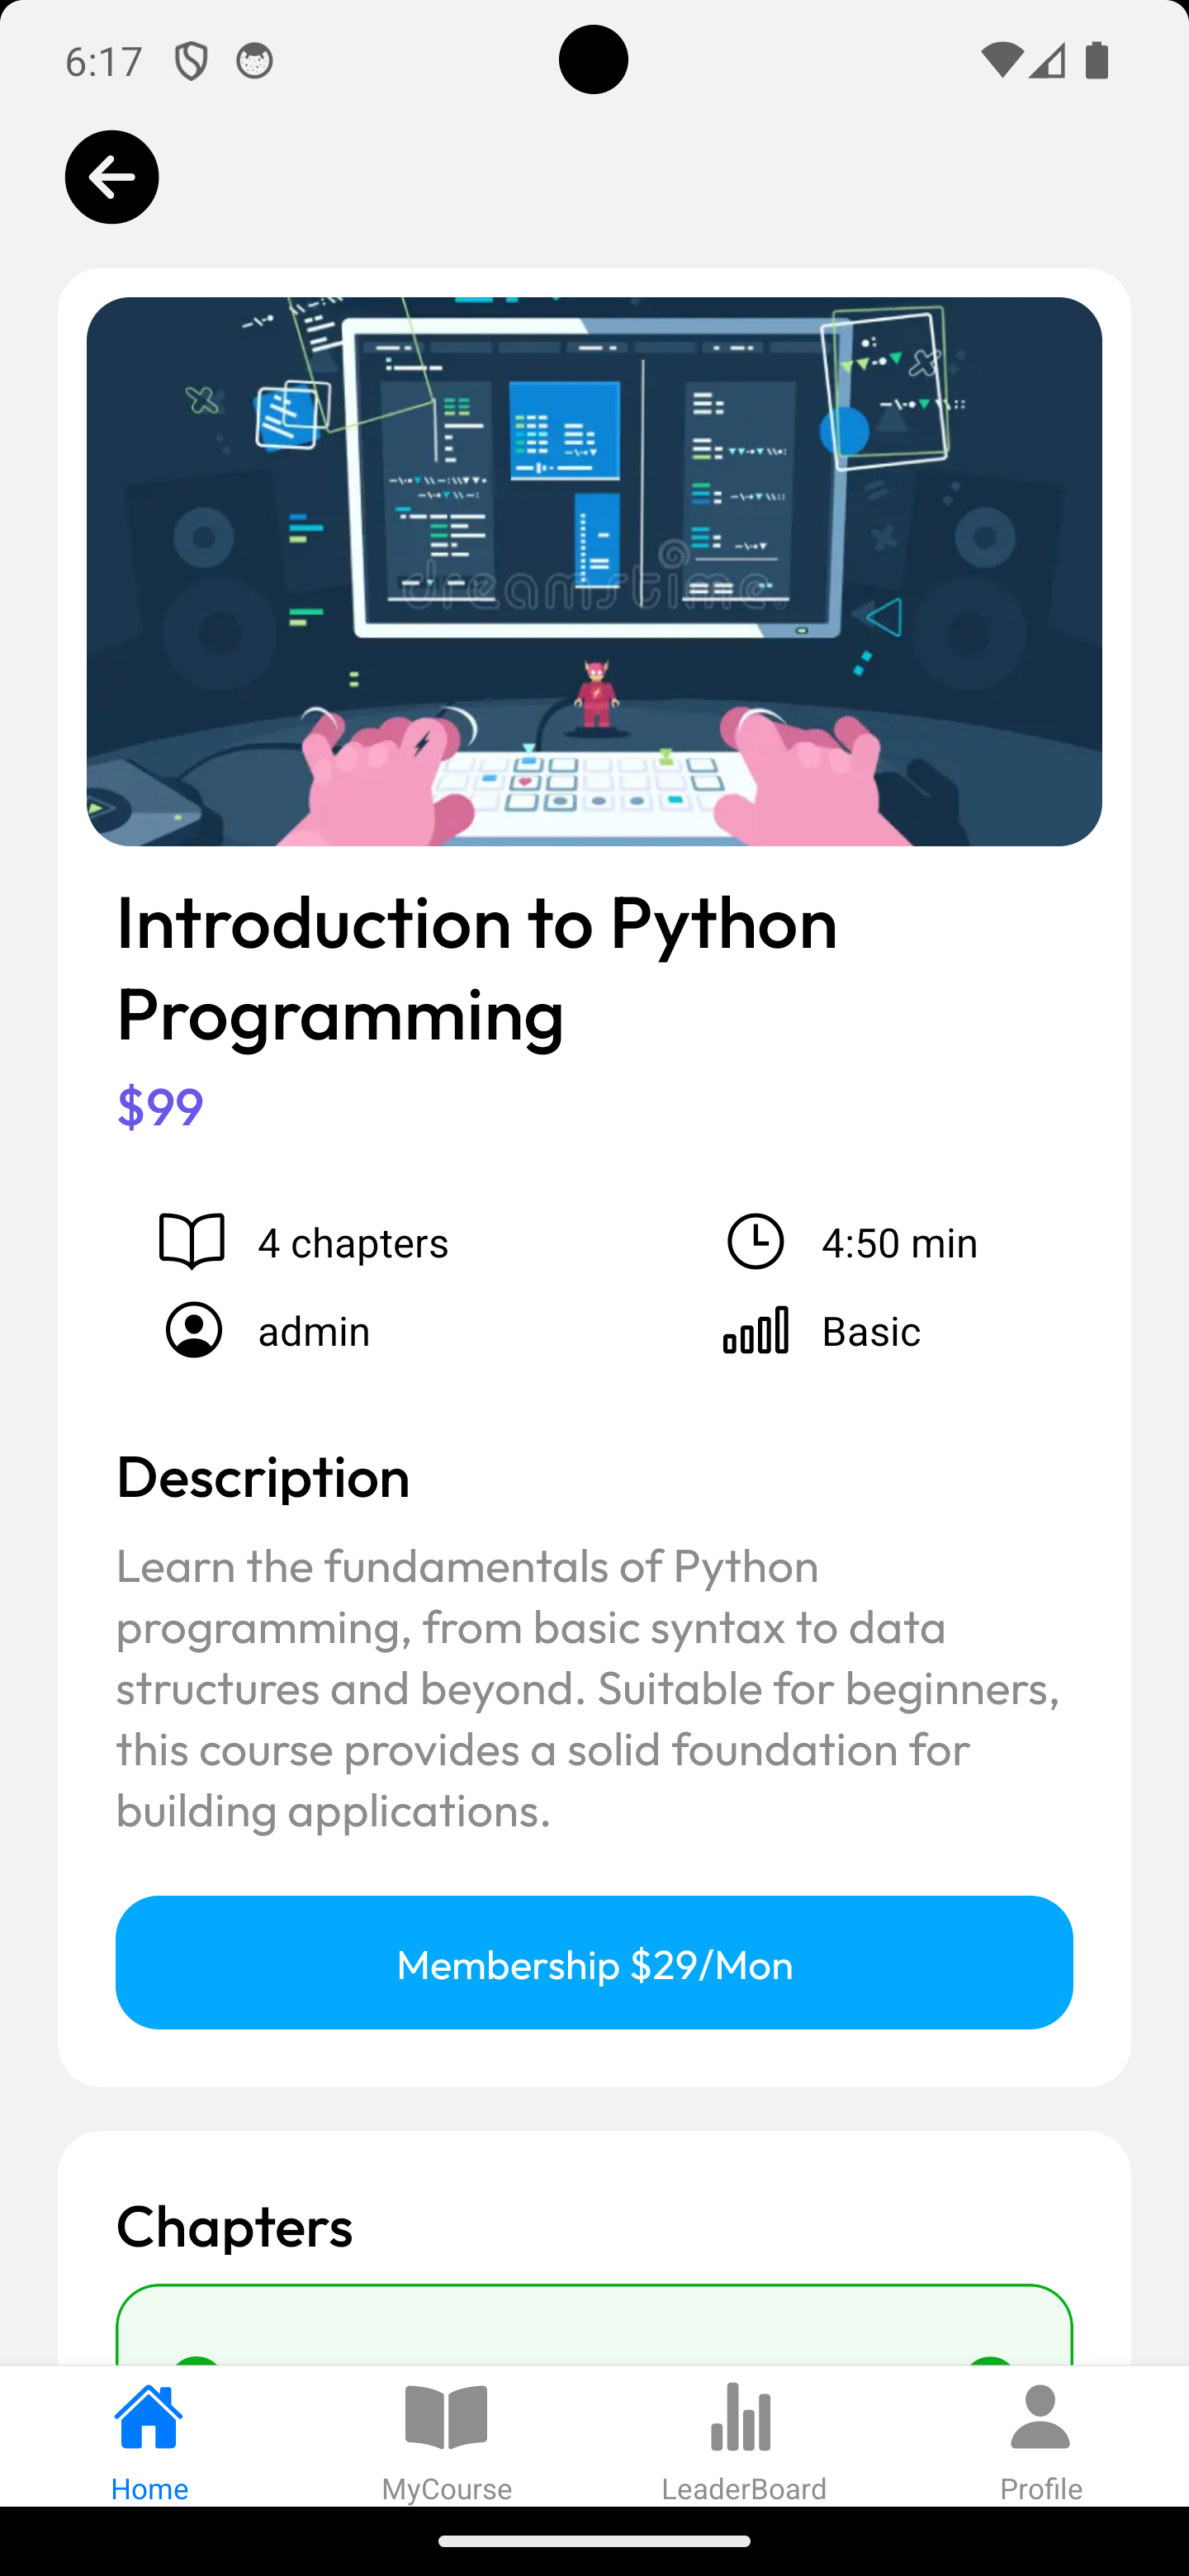 6:17
dreamstime.
Introduction to Python
Programming
$99
4 chapters
4:50 min
admin
Basic
Description
Learn the fundamentals of Python
programming, from basic syntax to data
structures and beyond. Suitable for beginners,
this course provides a solid foundation for
building applications.
Membership $29/Mon
Chapters
Home
MyCourse
LeaderBoard
Profile